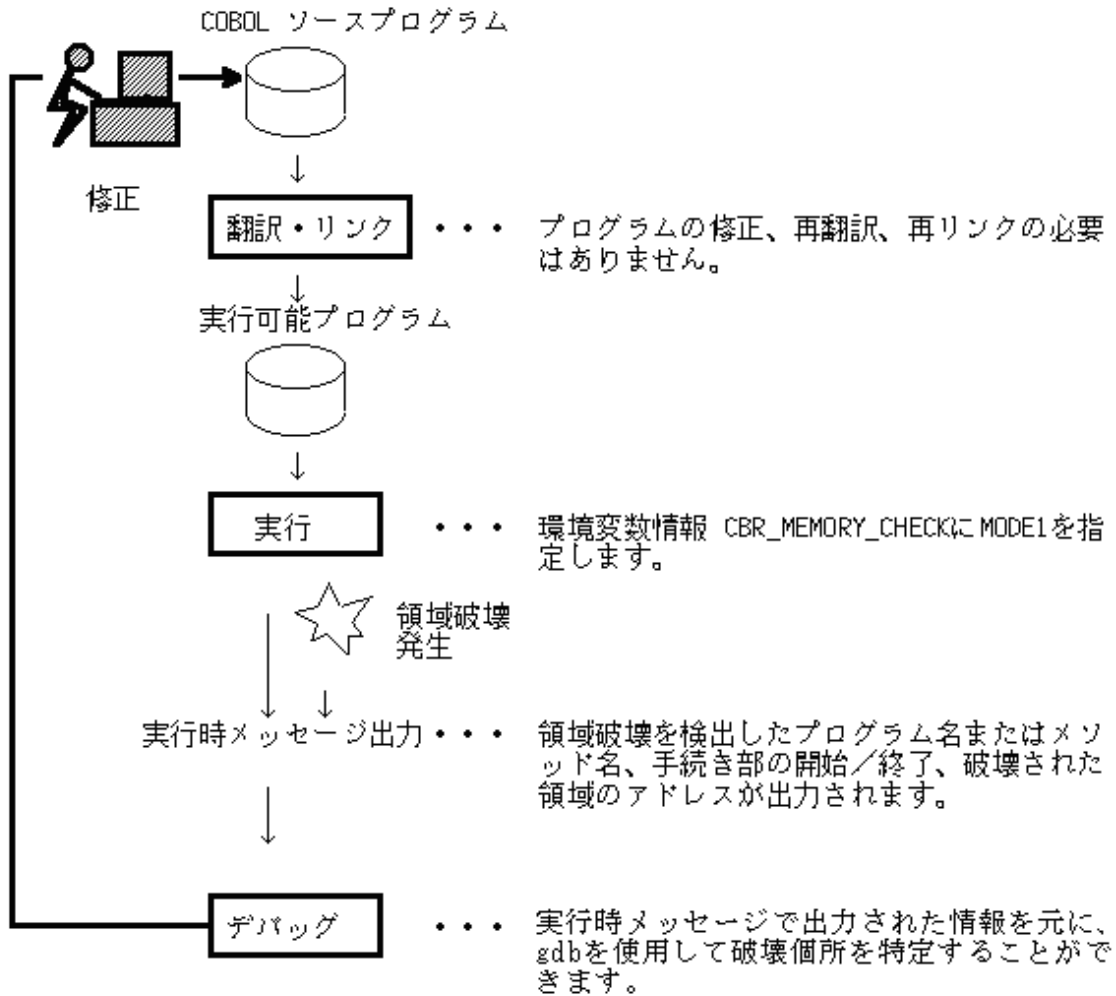 COBOL ソースプログラム
修正
翻訳・リンク ・・・ プログラムの修正、再翻訳、再リンクの必要
はありません。
実行可能プログラム
実行 ・・・ 環境変数情報 CBR_MEMORY_CHECKにMODE1を指
定します。
領域破壊
発生
実行時メッセージ出力・・・ 領域破壊を検出したプログラム名またはメソ
ッド名、手続き部の開始／終了、破壊された
領域のアドレスが出力されます。
デバッグ ・・・ 実行時メッセージで出力された情報を元に、
gdbを使用して破壊個所を特定することがで
きます。